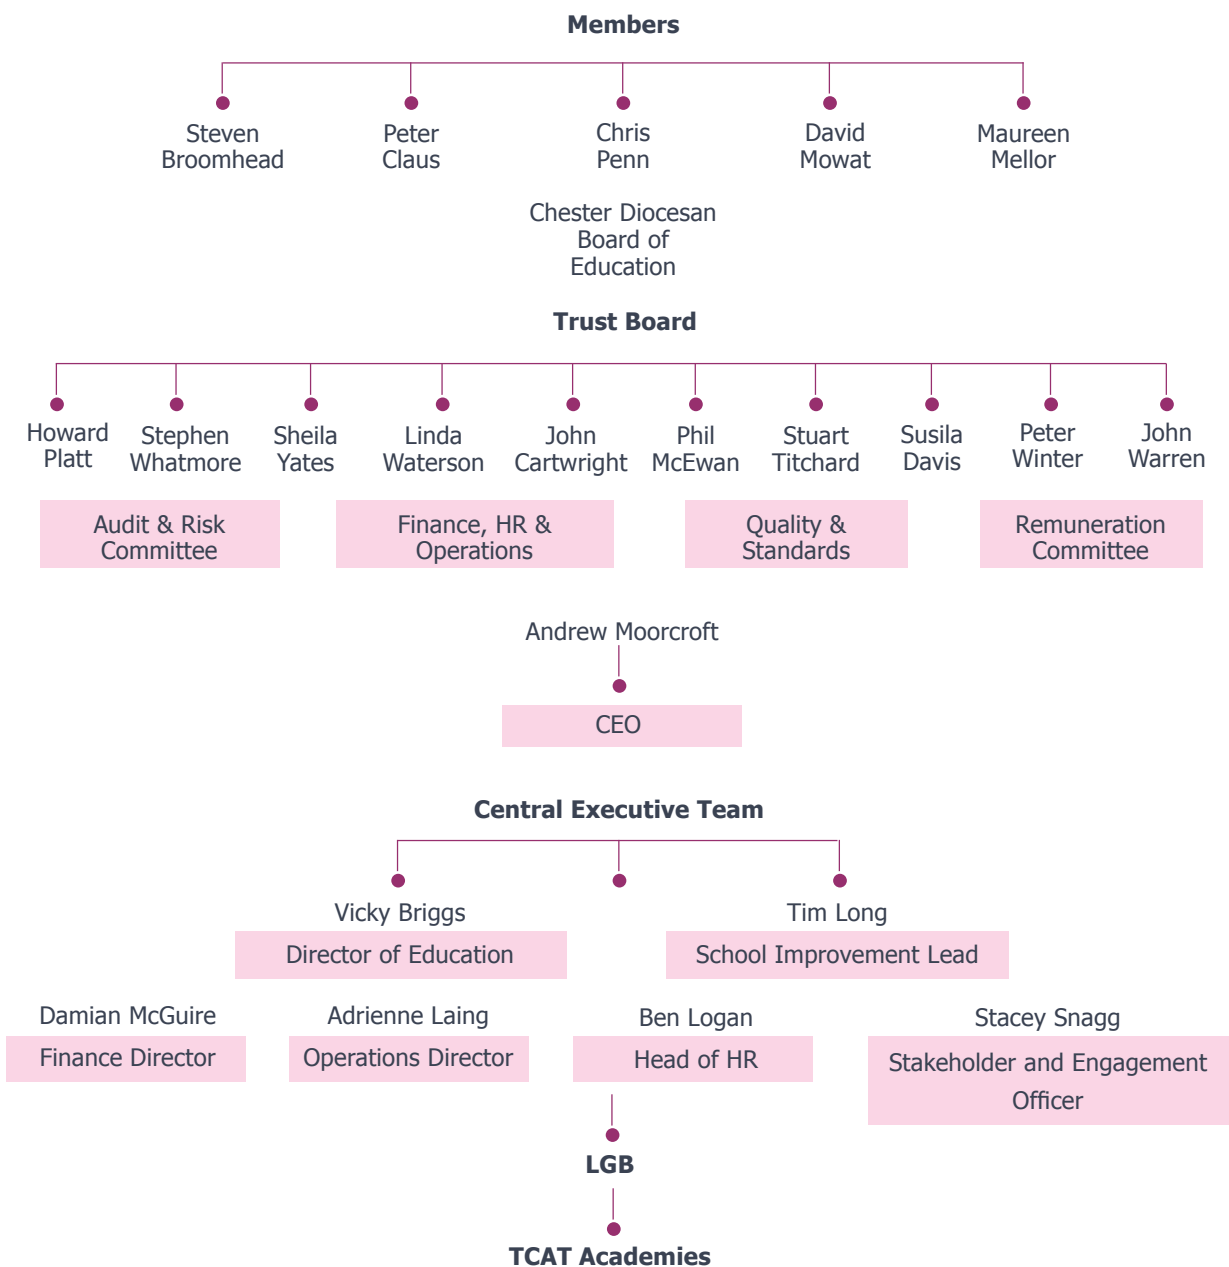 Members
Steven
Broomhead
Peter
Claus
Chris
Penn
David
Mowat
Maureen
Mellor
Chester Diocesan
Board of
Education
Trust Board
Howard
Platt
Stephen
Whatmore
Sheila
Yates
Linda
Waterson
John
Cartwright
Phil
McEwan
Stuart
Titchard
Susila
Davis
Peter
Winter
John
Warren
Audit & Risk
Committee
Finance, HR &
Operations
Quality &
Standards
Remuneration
Committee
Andrew Moorcroft
CEO
Central Executive Team
Vicky Briggs
Director of Education
Tim Long
School Improvement Lead
Damian McGuire
Finance Director
Adrienne Laing
Operations Director
Ben Logan
Head of HR
Stacey Snagg
Stakeholder and Engagement
Officer
LGB
TCAT Academies